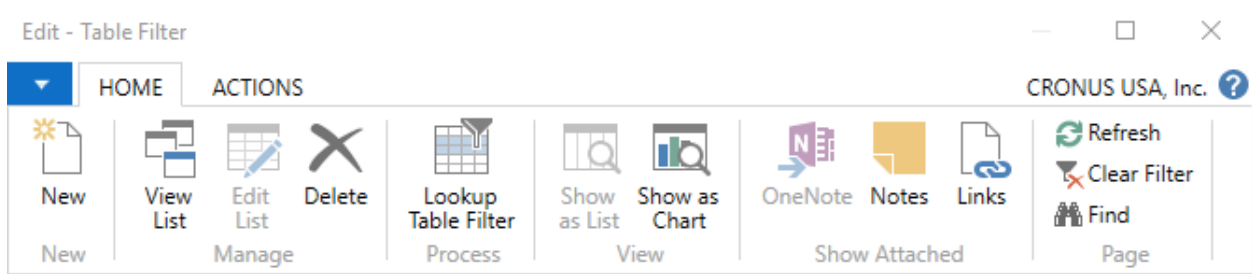 Edit - Table Filter
HOME ACTIONS CRONUS USA, Inc. ?
New
View
List
Edit
List
Delete
Lookup
Table Filter
Show
as List
Show as
Chart
OneNote
Notes
Links
Refresh
Clear Filter
Find
New Manage Process View Show Attached Page